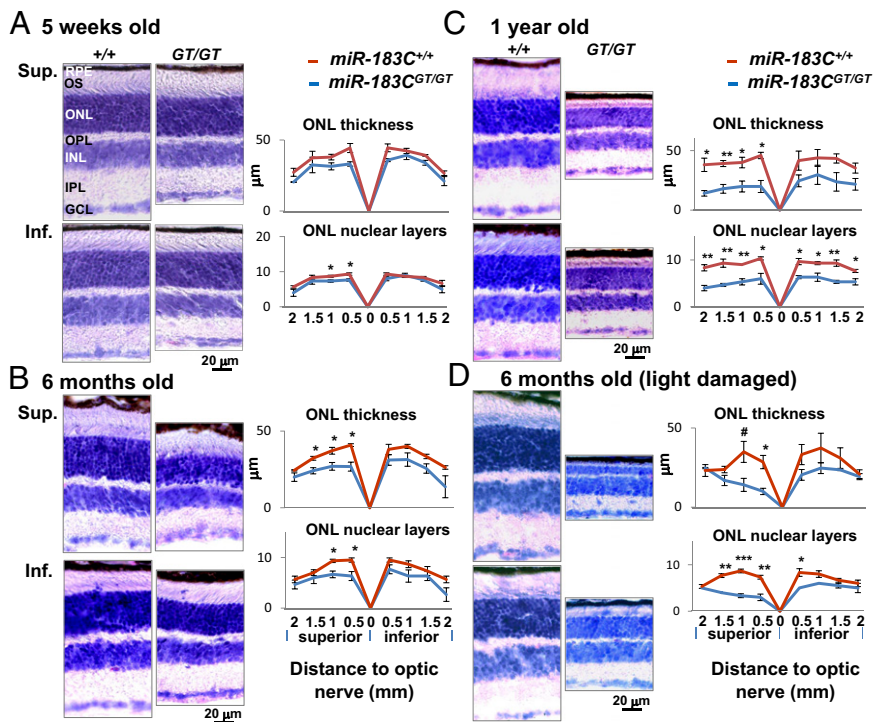 A 5 weeks old
+/+ GT/GT
Sup.
RPE
OS
ONL
OPL
INL
IPL
GCL
Inf.
20 μm
miR-183C+/+
miR-183CGT/GT
ONL thickness
50
μm
0
ONL nuclear layers
20
* *
10
0
2 1.5 1 0.5 0 0.5 1 1.5 2
C 1 year old
+/+ GT/GT
20 μm
miR-183C+/+
miR-183CGT/GT
ONL thickness
50
* ** * *
μm
0
ONL nuclear layers
** ** ** * * * ** *
10
0
2 1.5 1 0.5 0 0.5 1 1.5 2
B 6 months old
Sup.
Inf.
20 μm
ONL thickness
50
* * *
μm
0
ONL nuclear layers
* *
10
0
2 1.5 1 0.5 0 0.5 1 1.5 2
superior inferior
Distance to optic
nerve (mm)
D 6 months old (light damaged)
20 μm
ONL thickness
50
# *
μm
0
ONL nuclear layers
** *** ** *
10
0
2 1.5 1 0.5 0 0.5 1 1.5 2
superior inferior
Distance to optic
nerve (mm)